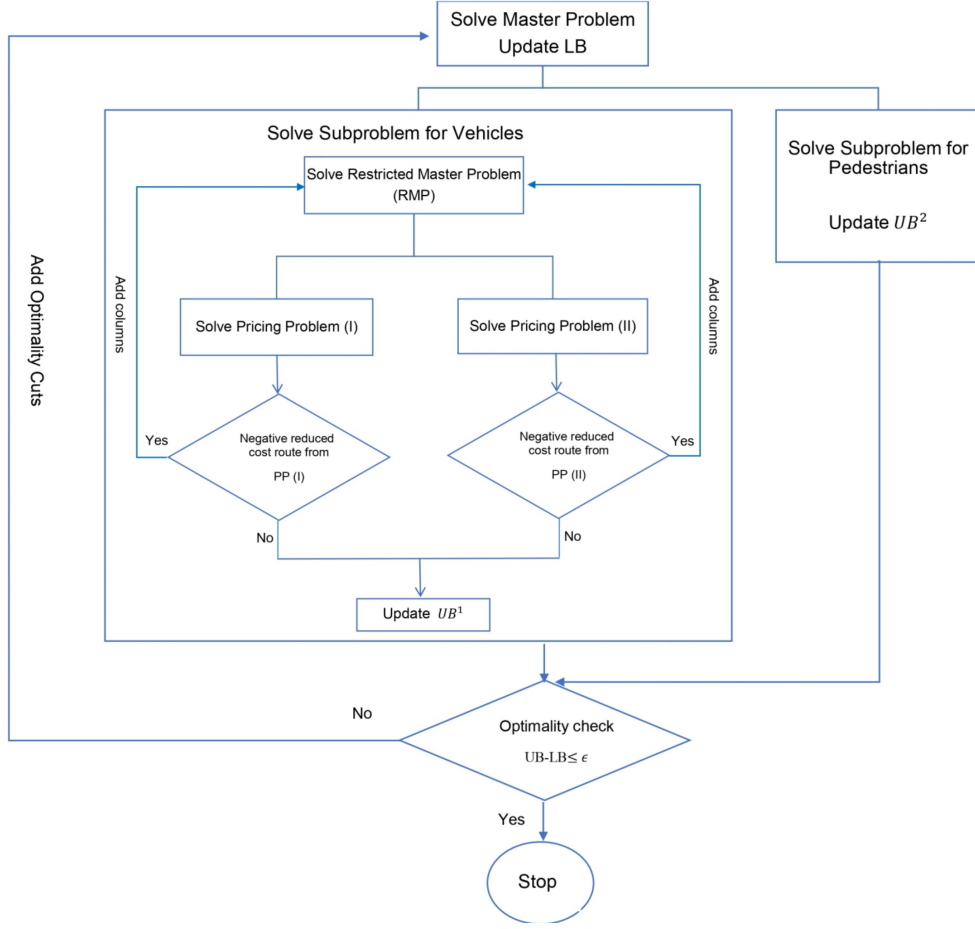 Solve Master Problem
Update LB
Solve Subproblem for Vehicles
Solve Restricted Master Problem
(RMP)
Solve Subproblem for
Pedestrians
Update UB²
Add Optimality Cuts
Add columns
Add columns
Solve Pricing Problem (I)
Solve Pricing Problem (II)
Negative reduced
cost route from
PP (I)
Yes
Negative reduced
cost route from
PP (II)
Yes
No
No
Update UB¹
No
Optimality check
UB-LB≤ ϵ
Yes
Stop